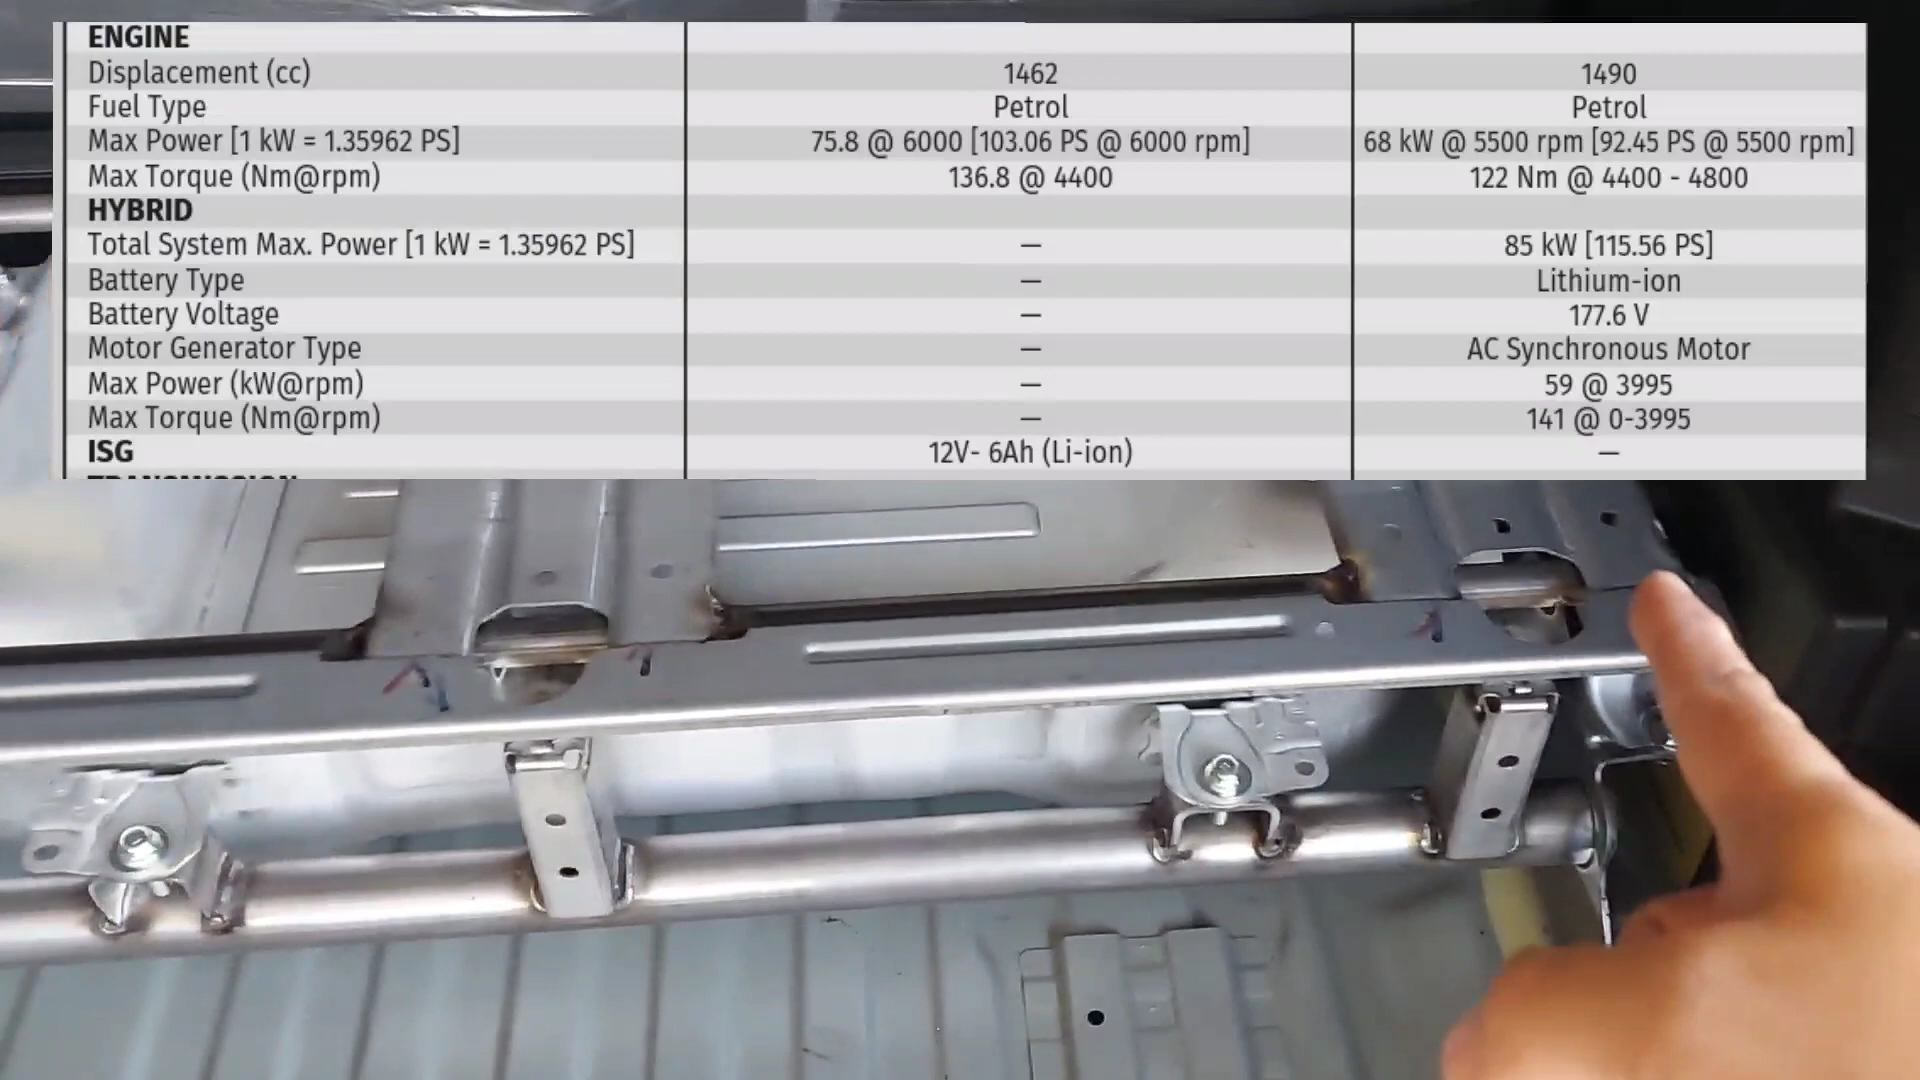 ENGINE
Displacement (cc) 1462 1490
Fuel Type Petrol Petrol
Max Power [1 kW = 1.35962 PS] 75.8 @ 6000 [103.06 PS @ 6000 rpm] 68 kW @ 5500 rpm [92.45 PS @ 5500 rpm]
Max Torque (Nm@rpm) 136.8 @ 4400 122 Nm @ 4400 - 4800
HYBRID
Total System Max. Power [1 kW = 1.35962 PS] — 85 kW [115.56 PS]
Battery Type — Lithium-ion
Battery Voltage — 177.6 V
Motor Generator Type — AC Synchronous Motor
Max Power (kW@rpm) — 59 @ 3995
Max Torque (Nm@rpm) — 141 @ 0-3995
ISG 12V- 6Ah (Li-ion) —